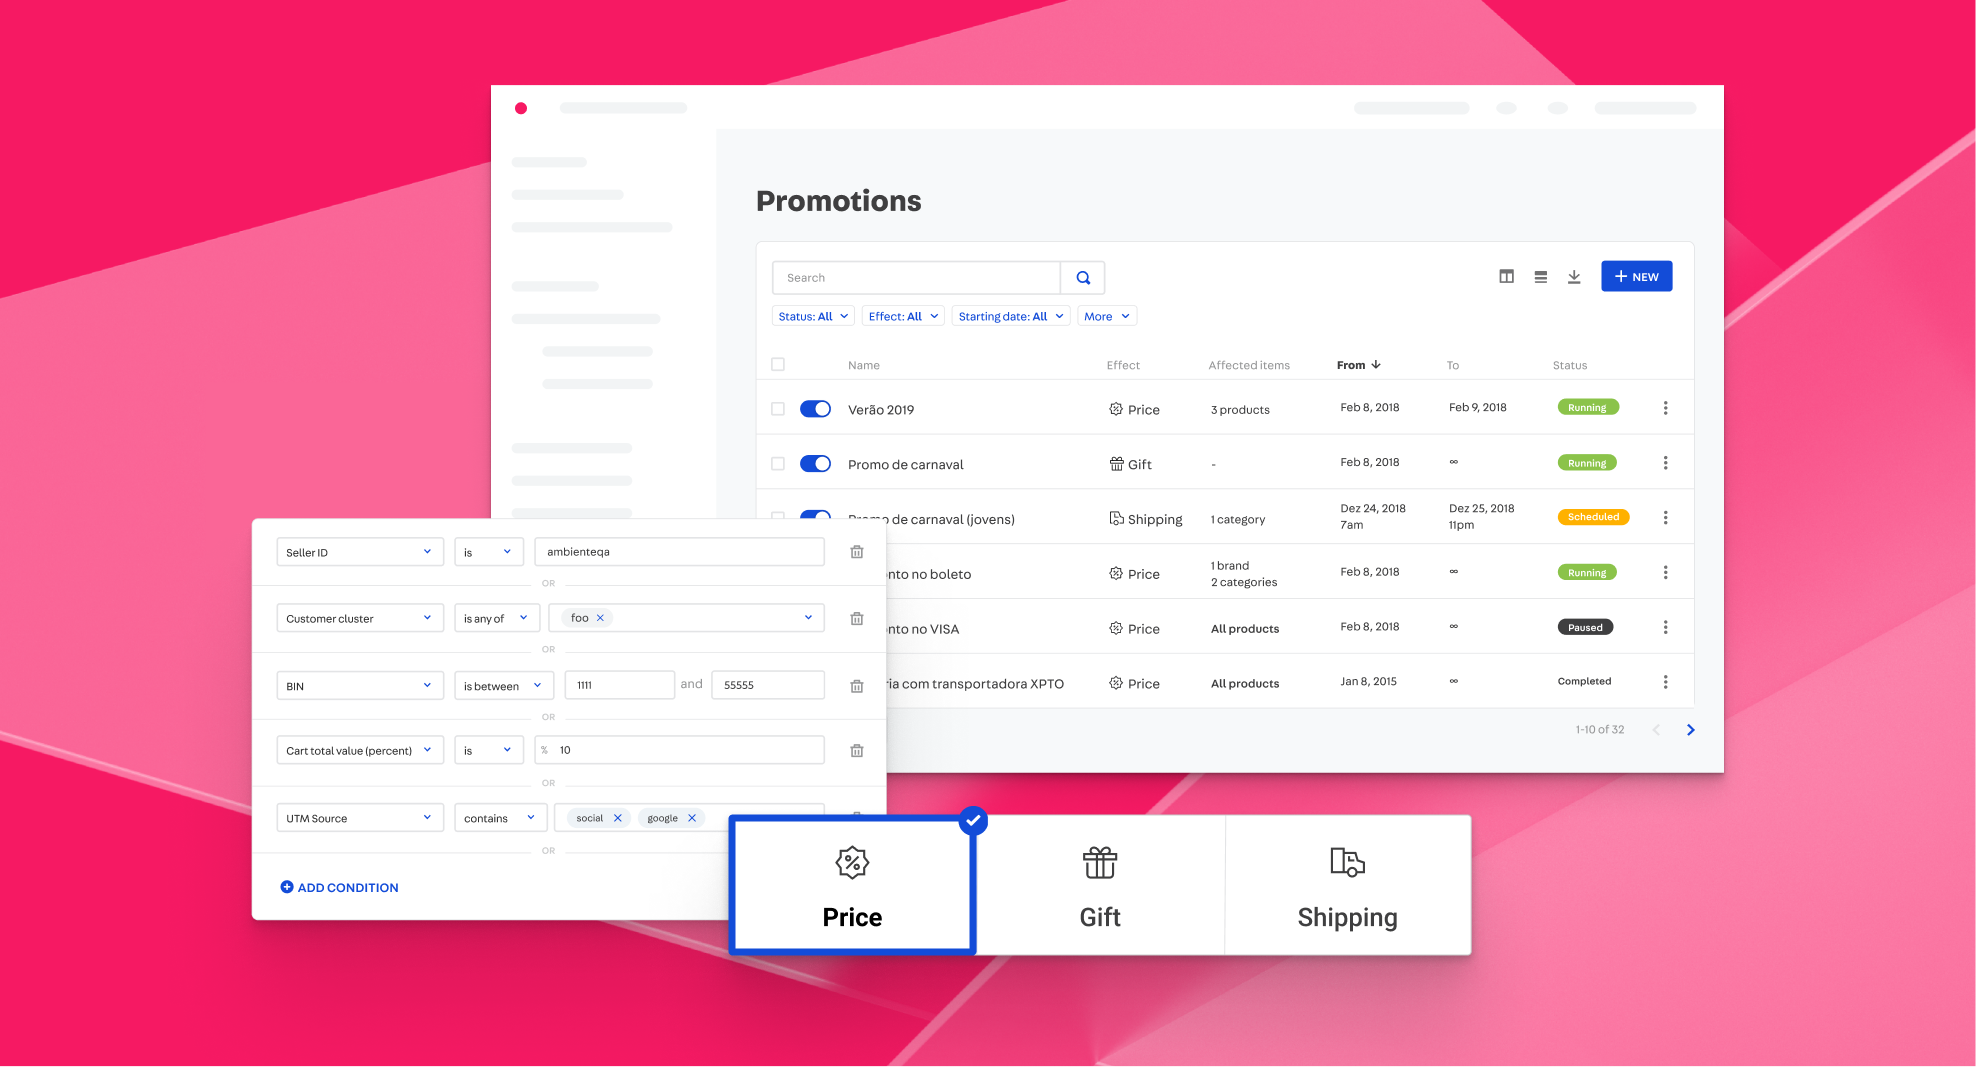 Promotions
Search
+ NEW
Status: All
Effect: All
Starting date: All
More
Name Effect Affected items From To Status
Verão 2019 Price 3 products Feb 8, 2018 Feb 9, 2018 Running
Promo de carnaval Gift - Feb 8, 2018 ∞ Running
de carnaval (jovens) Shipping 1 category Dez 24, 2018 Dez 25, 2018 Scheduled
7am 11pm
nto no boleto Price 1 brand Feb 8, 2018 ∞ Running
2 categories
nto no VISA Price All products Feb 8, 2018 ∞ Paused
ria com transportadora XPTO Price All products Jan 8, 2015 ∞ Completed
1-10 of 32
Seller ID is ambienteqa
OR
Customer cluster is any of foo
OR
BIN is between 1111 and 55555
OR
Cart total value (percent) is % 10
OR
UTM Source contains social google
OR
ADD CONDITION
Price
Gift
Shipping